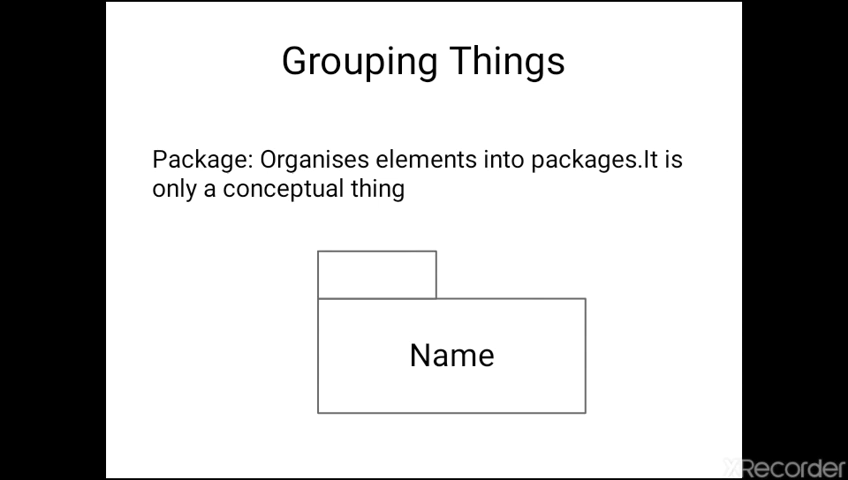 Grouping Things
Package: Organises elements into packages.It is
only a conceptual thing
Name
XRecorder